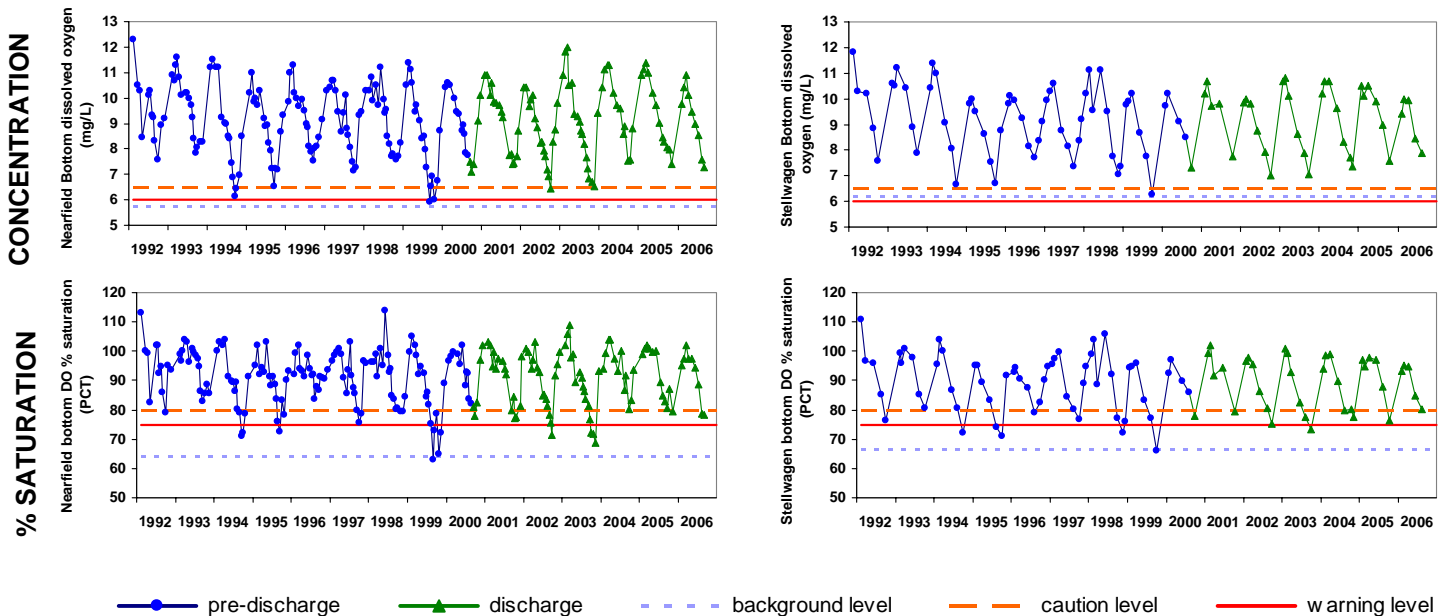 CONCENTRATION
Nearfield Bottom dissolved oxygen
(mg/L)
13
12
11
10
9
8
7
6
5
1992 1993 1994 1995 1996 1997 1998 1999 2000 2001 2002 2003 2004 2005 2006
Stellwagen Bottom dissolved
oxygen (mg/L)
13
12
11
10
9
8
7
6
5
1992 1993 1994 1995 1996 1997 1998 1999 2000 2001 2002 2003 2004 2005 2006
% SATURATION
Nearfield bottom DO % saturation
(PCT)
120
110
100
90
80
70
60
50
1992 1993 1994 1995 1996 1997 1998 1999 2000 2001 2002 2003 2004 2005 2006
Stellwagen bottom DO % saturation
(PCT)
120
110
100
90
80
70
60
50
1992 1993 1994 1995 1996 1997 1998 1999 2000 2001 2002 2003 2004 2005 2006
pre-discharge discharge background level caution level warning level